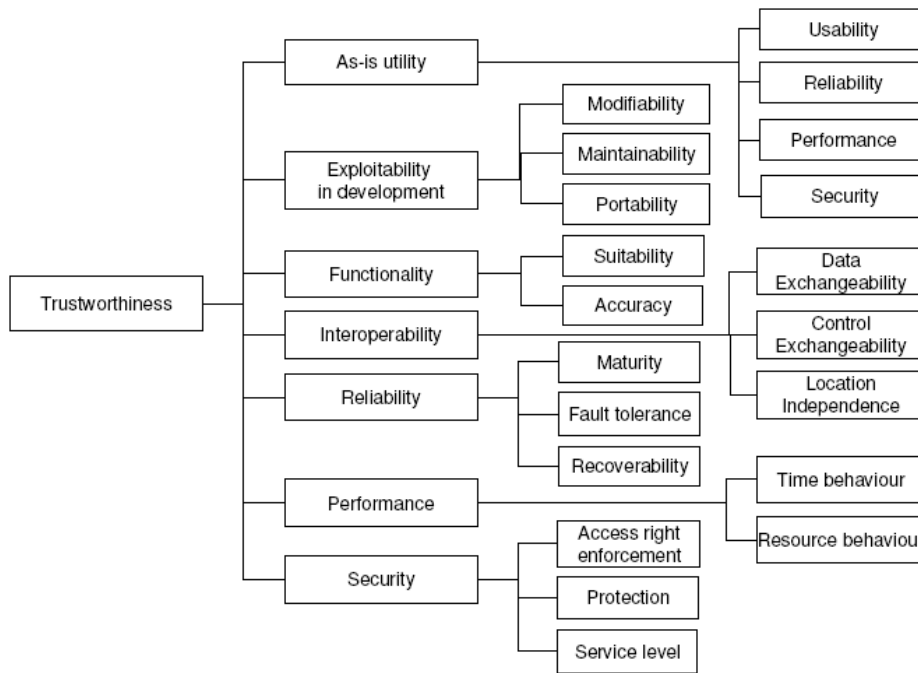 Trustworthiness
As-is utility
Usability
Reliability
Performance
Security
Exploitability
in development
Modifiability
Maintainability
Portability
Functionality
Suitability
Accuracy
Interoperability
Data
Exchangeability
Control
Exchangeability
Location
Independence
Reliability
Maturity
Fault tolerance
Recoverability
Performance
Time behaviour
Resource behaviour
Security
Access right
enforcement
Protection
Service level